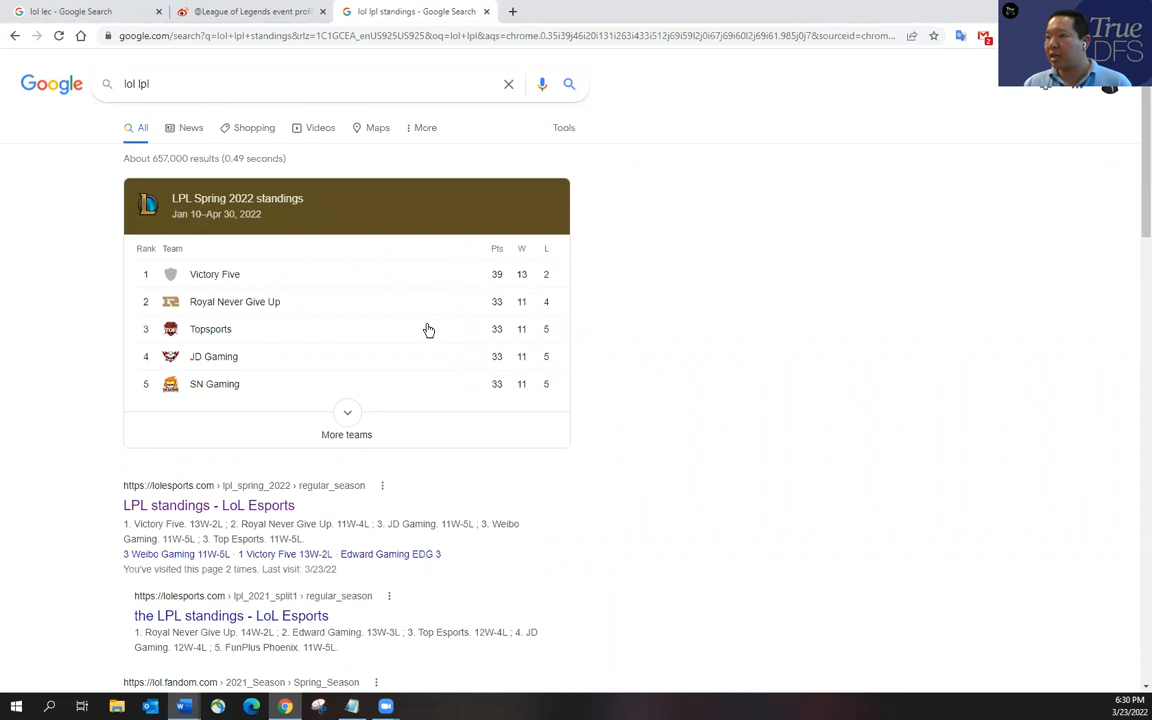 lol lec - Google Search
@League of Legends event profi
lol lpl standings - Google Search
google.com/search?q=lol+lpl+standings&rlz=1C1GCEA_enUS925US925&oq=lol+lpl&aqs=chrome.0.35i39j46i20i131i263i433i512j69i59l2j0i67j69i60l2j69i61.985j0j7&sourceid=chrom...
2
True
DFS
Google
lol lpl
All
News
Shopping
Videos
Maps
More
Tools
About 657,000 results (0.49 seconds)
LPL Spring 2022 standings
Jan 10–Apr 30, 2022
Rank Team Pts W L
1 Victory Five 39 13 2
2 Royal Never Give Up 33 11 4
3 Topsports 33 11 5
4 JD Gaming 33 11 5
5 SN Gaming 33 11 5
More teams
https://lolesports.com › lpl_spring_2022 › regular_season
LPL standings - LoL Esports
1. Victory Five. 13W-2L ; 2. Royal Never Give Up. 11W-4L ; 3. JD Gaming. 11W-5L ; 3. Weibo
Gaming. 11W-5L ; 3. Top Esports. 11W-5L.
3 Weibo Gaming 11W-5L · 1 Victory Five 13W-2L · Edward Gaming EDG 3
You've visited this page 2 times. Last visit: 3/23/22
https://lolesports.com › lpl_2021_split1 › regular_season
the LPL standings - LoL Esports
1. Royal Never Give Up. 14W-2L ; 2. Edward Gaming. 13W-3L ; 3. Top Esports. 12W-4L ; 4. JD
Gaming. 12W-4L ; 5. FunPlus Phoenix. 11W-5L.
https://lol.fandom.com › 2021_Season › Spring_Season
6:30 PM
3/23/2022